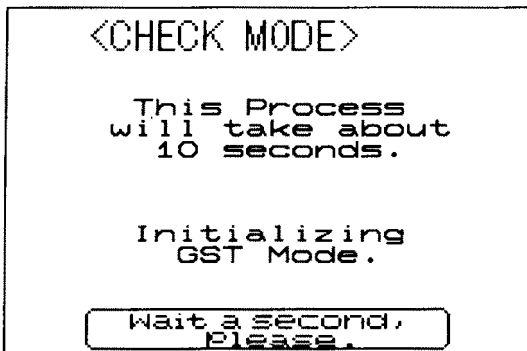 <CHECK MODE>
This Process
will take about
10 seconds.
Initializing
GST Mode.
Wait a second,
Please.